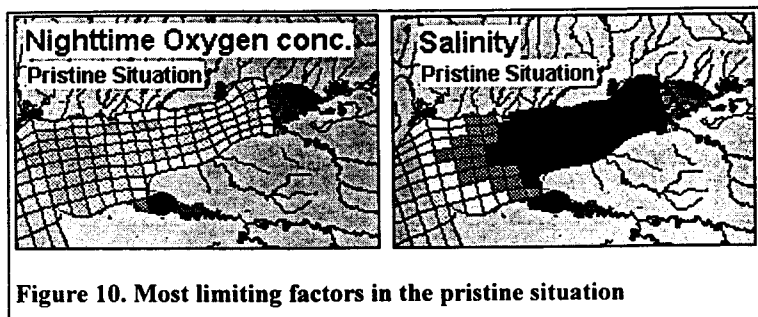 Nighttime Oxygen conc.
Pristine Situation
Salinity
Pristine Situation
Figure 10. Most limiting factors in the pristine situation